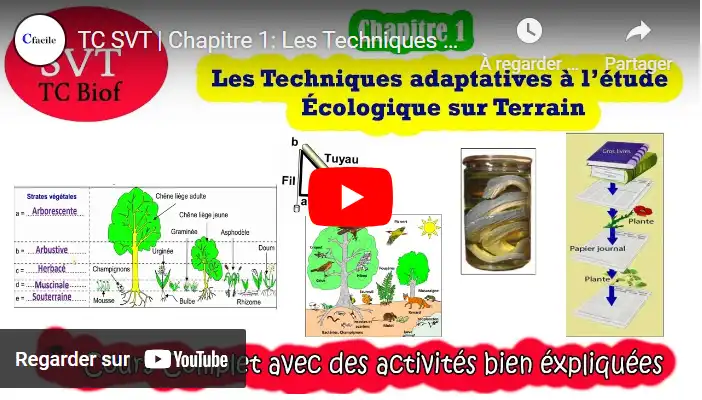 Cfacile
TC SVT | Chapitre 1: Les Techniques ...
Chapitre 1
À regarder ...
Partager
SVT
TC Biof
Les Techniques adaptatives à l’étude
Écologique sur Terrain
b
Tuyau
Fil
a
Strates végétales
a = Arborescente
b = Arbustive
c = Herbacé
d = Muscinale
e = Souterraine
Chêne liège adulte
Chêne liège jeune
Graminée
Asphodèle
Urginée
Doum
Champignons
Mousse
Bulbe
Rhizome
Renard
Gros livres
Plante
Papier journal
Plante
Regarder sur YouTube
Cours Complet avec des activités bien éxpliquées